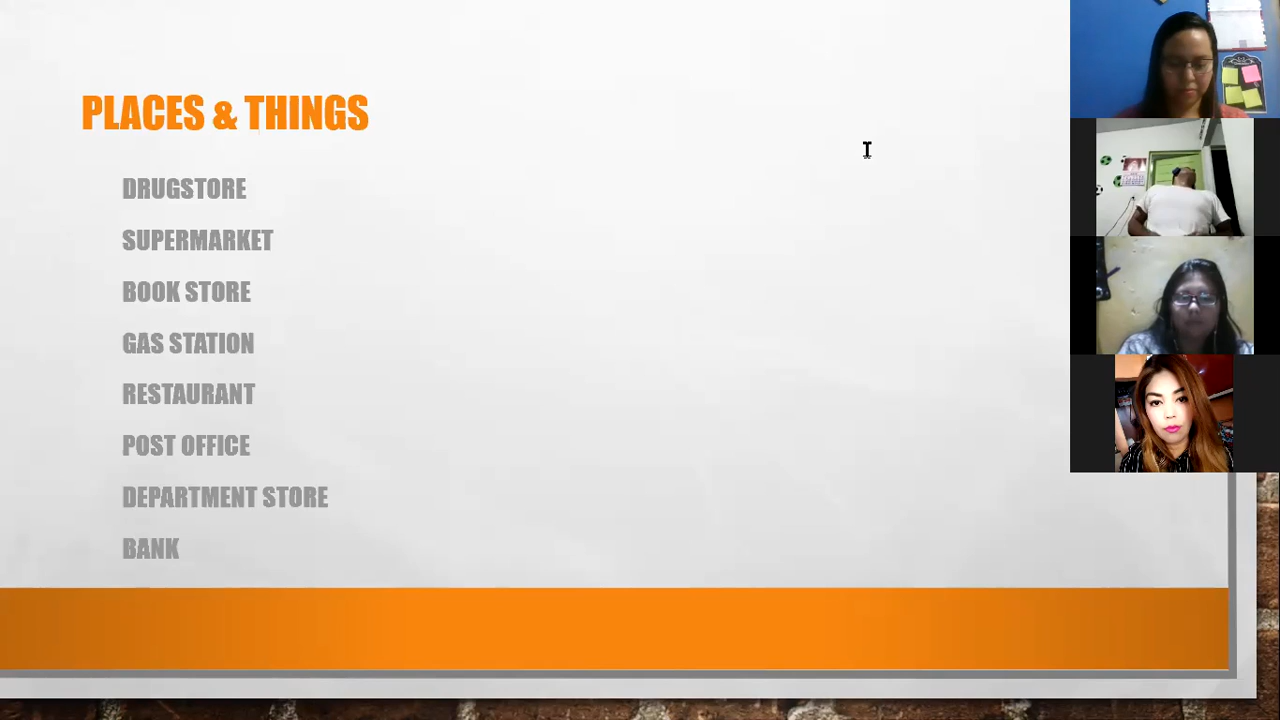 PLACES & THINGS
DRUGSTORE
SUPERMARKET
BOOK STORE
GAS STATION
RESTAURANT
POST OFFICE
DEPARTMENT STORE
BANK